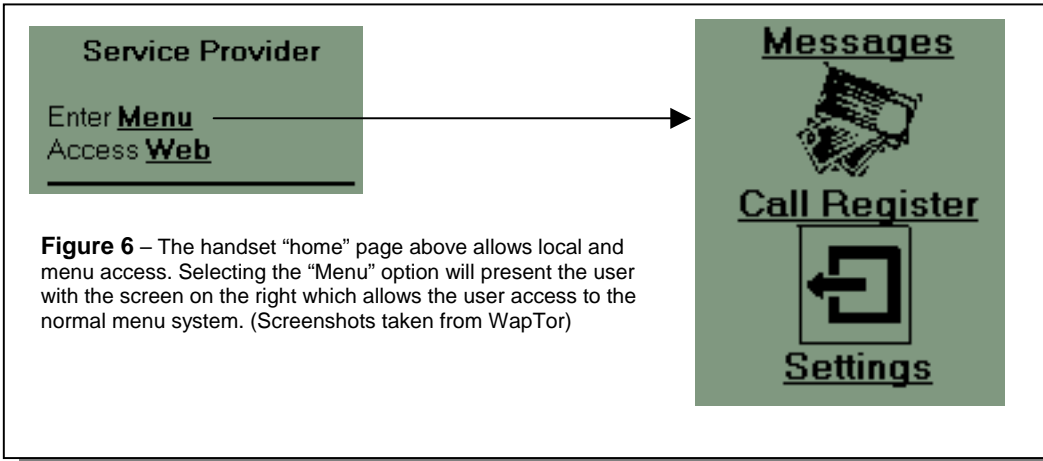 Service Provider
Enter Menu
Access Web
Messages
Call Register
Settings
Figure 6 – The handset “home” page above allows local and
menu access. Selecting the “Menu” option will present the user
with the screen on the right which allows the user access to the
normal menu system. (Screenshots taken from WapTor)